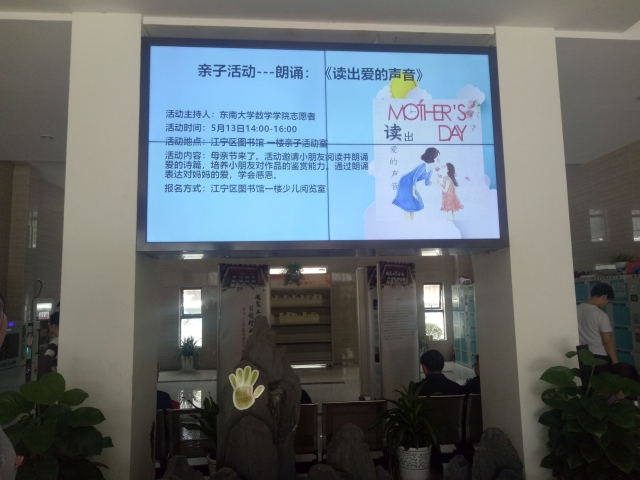 亲子活动---朗诵：《读出爱的声音》
活动主持人：东南大学数学学院志愿者
活动时间：5月13日14:00-16:00
活动地点：江宁区图书馆 一楼亲子活动室
活动内容：母亲节来了，活动邀请小朋友阅读并朗诵
爱的诗篇，培养小朋友对作品的鉴赏能力。通过朗诵
表达对妈妈的爱，学会感恩。
报名方式：江宁区图书馆一楼少儿阅览室
MOTHER'S
DAY
读出
爱的声音